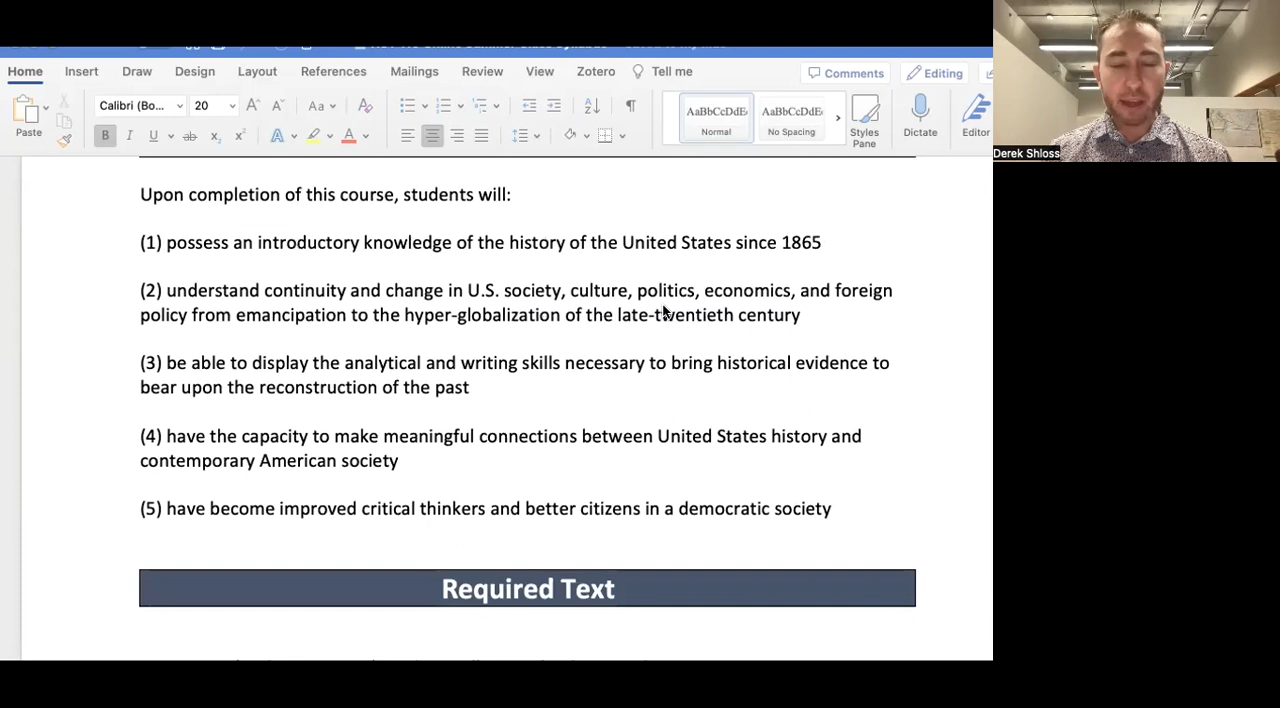 Home Insert Draw Design Layout References Mailings Review View Zotero Tell me Comments Editing
Calibri (Bo... 20 A A Aa A
AaBbCcDdEe AaBbCcDdEe
Paste B I U ab x₂ x² A A Normal No Spacing Styles Pane Dictate Editor
Derek Shloss
Upon completion of this course, students will:
(1) possess an introductory knowledge of the history of the United States since 1865
(2) understand continuity and change in U.S. society, culture, politics, economics, and foreign
policy from emancipation to the hyper-globalization of the late-twentieth century
(3) be able to display the analytical and writing skills necessary to bring historical evidence to
bear upon the reconstruction of the past
(4) have the capacity to make meaningful connections between United States history and
contemporary American society
(5) have become improved critical thinkers and better citizens in a democratic society
Required Text